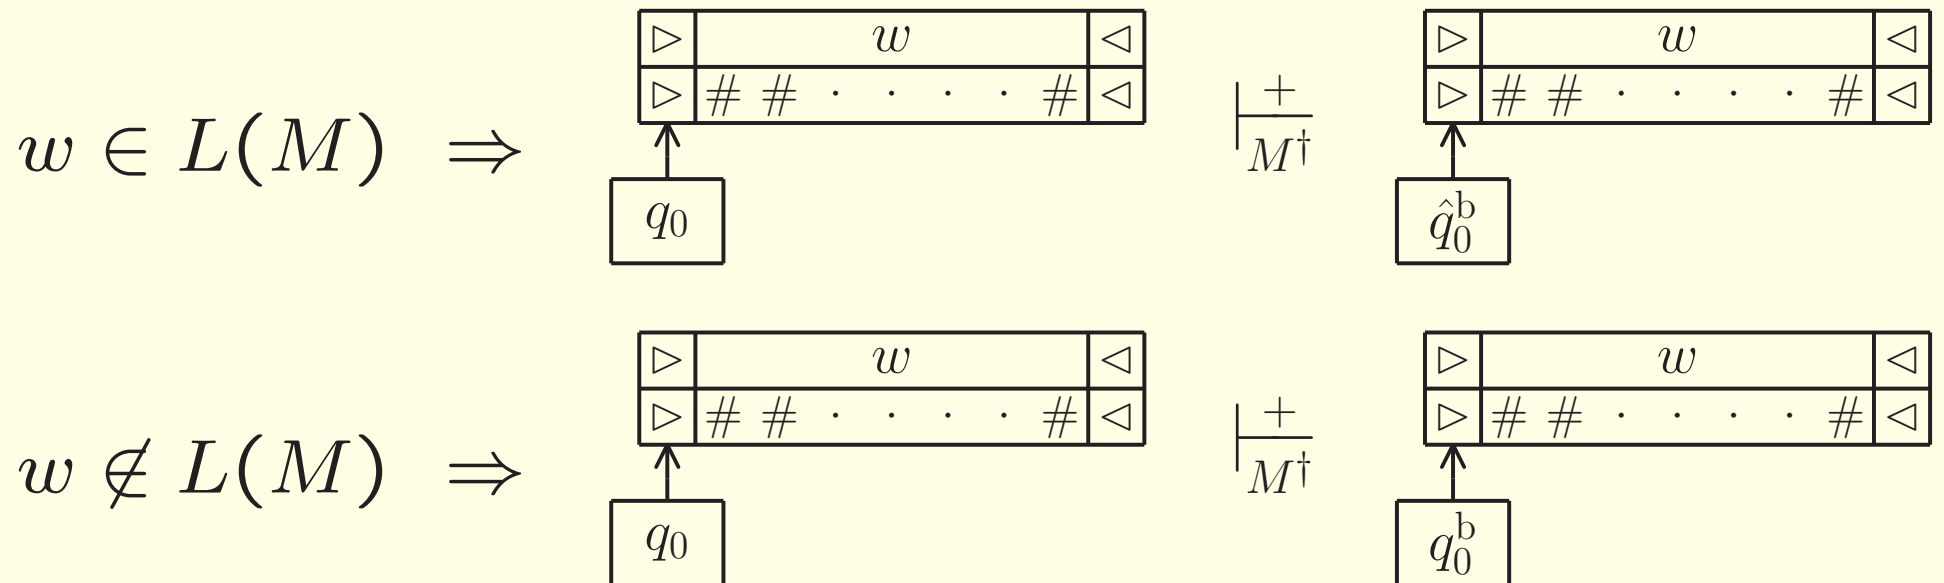 ▷ w ◁ ▷ w ◁
▷ # # · · · · # ◁ + ▷ # # · · · · # ◁
w ∈ L(M) ⇒ M†
q₀ q̂₀ᵇ
▷ w ◁ ▷ w ◁
▷ # # · · · · # ◁ + ▷ # # · · · · # ◁
w ∉ L(M) ⇒ M†
q₀ q₀ᵇ